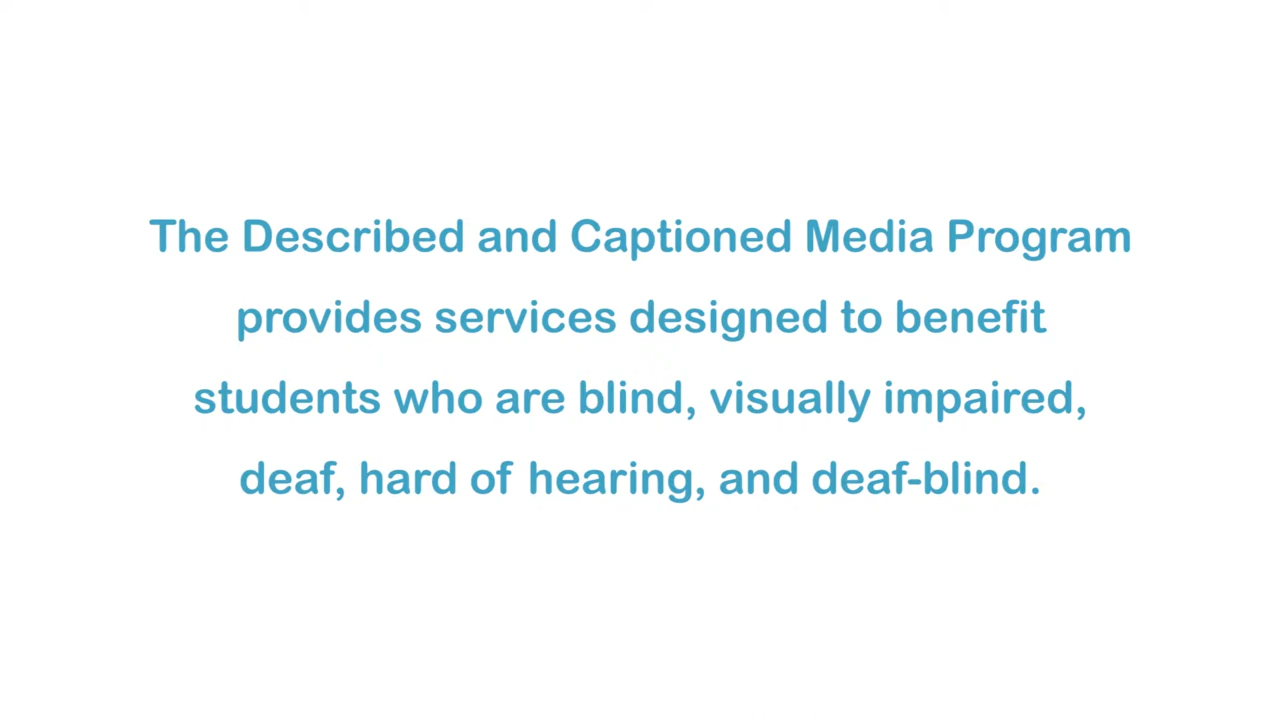 The Described and Captioned Media Program
provides services designed to benefit
students who are blind, visually impaired,
deaf, hard of hearing, and deaf-blind.